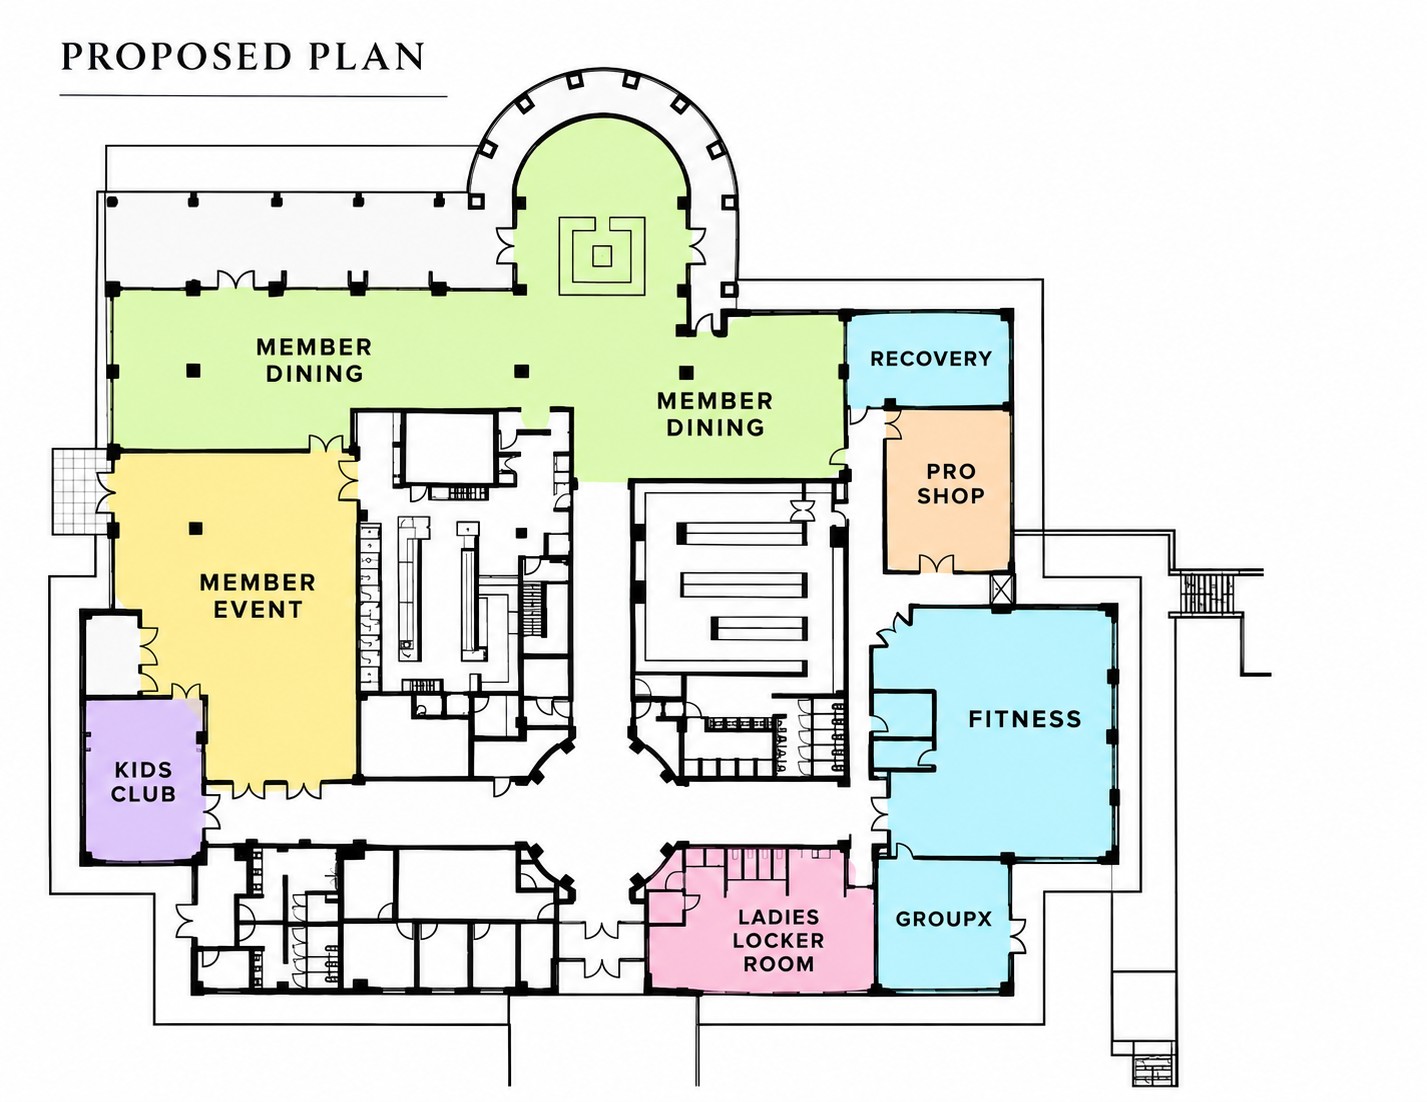 PROPOSED PLAN
MEMBER
DINING
MEMBER
DINING
RECOVERY
PRO
SHOP
MEMBER
EVENT
FITNESS
KIDS
CLUB
LADIES
LOCKER
ROOM
GROUPX